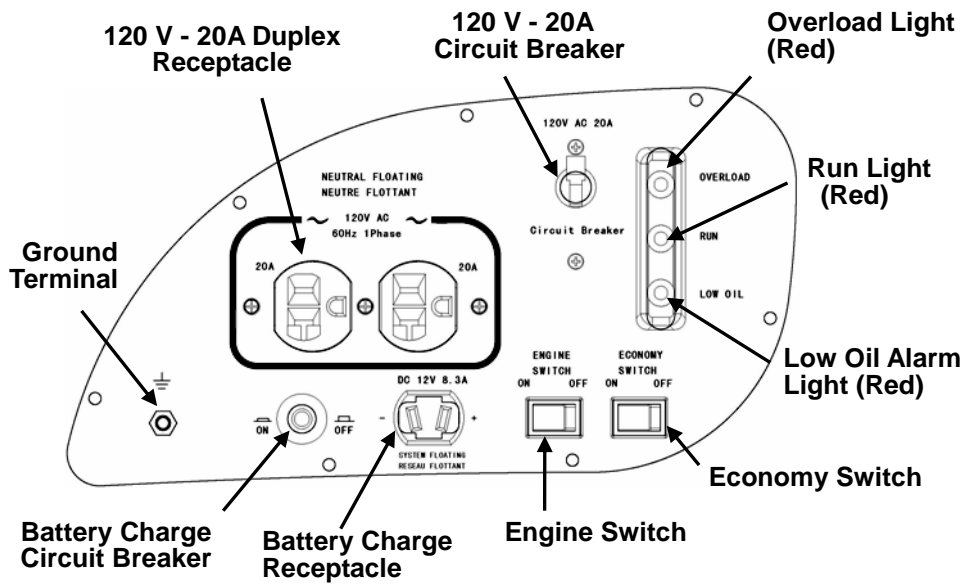 120 V - 20A Duplex
Receptacle
120 V - 20A
Circuit Breaker
Overload Light
(Red)
120V AC 20A
OVERLOAD
Run Light
(Red)
NEUTRAL FLOATING
NEUTRE FLOTTANT
120V AC
60Hz 1Phase
Circuit Breaker
RUN
20A
20A
Ground
Terminal
LOW OIL
Low Oil Alarm
Light (Red)
ENGINE
SWITCH
ON OFF
ECONOMY
SWITCH
ON OFF
DC 12V 8.3A
ON
OFF
- +
SYSTEM FLOATING
RESEAU FLOTTANT
Economy Switch
Engine Switch
Battery Charge
Circuit Breaker
Battery Charge
Receptacle